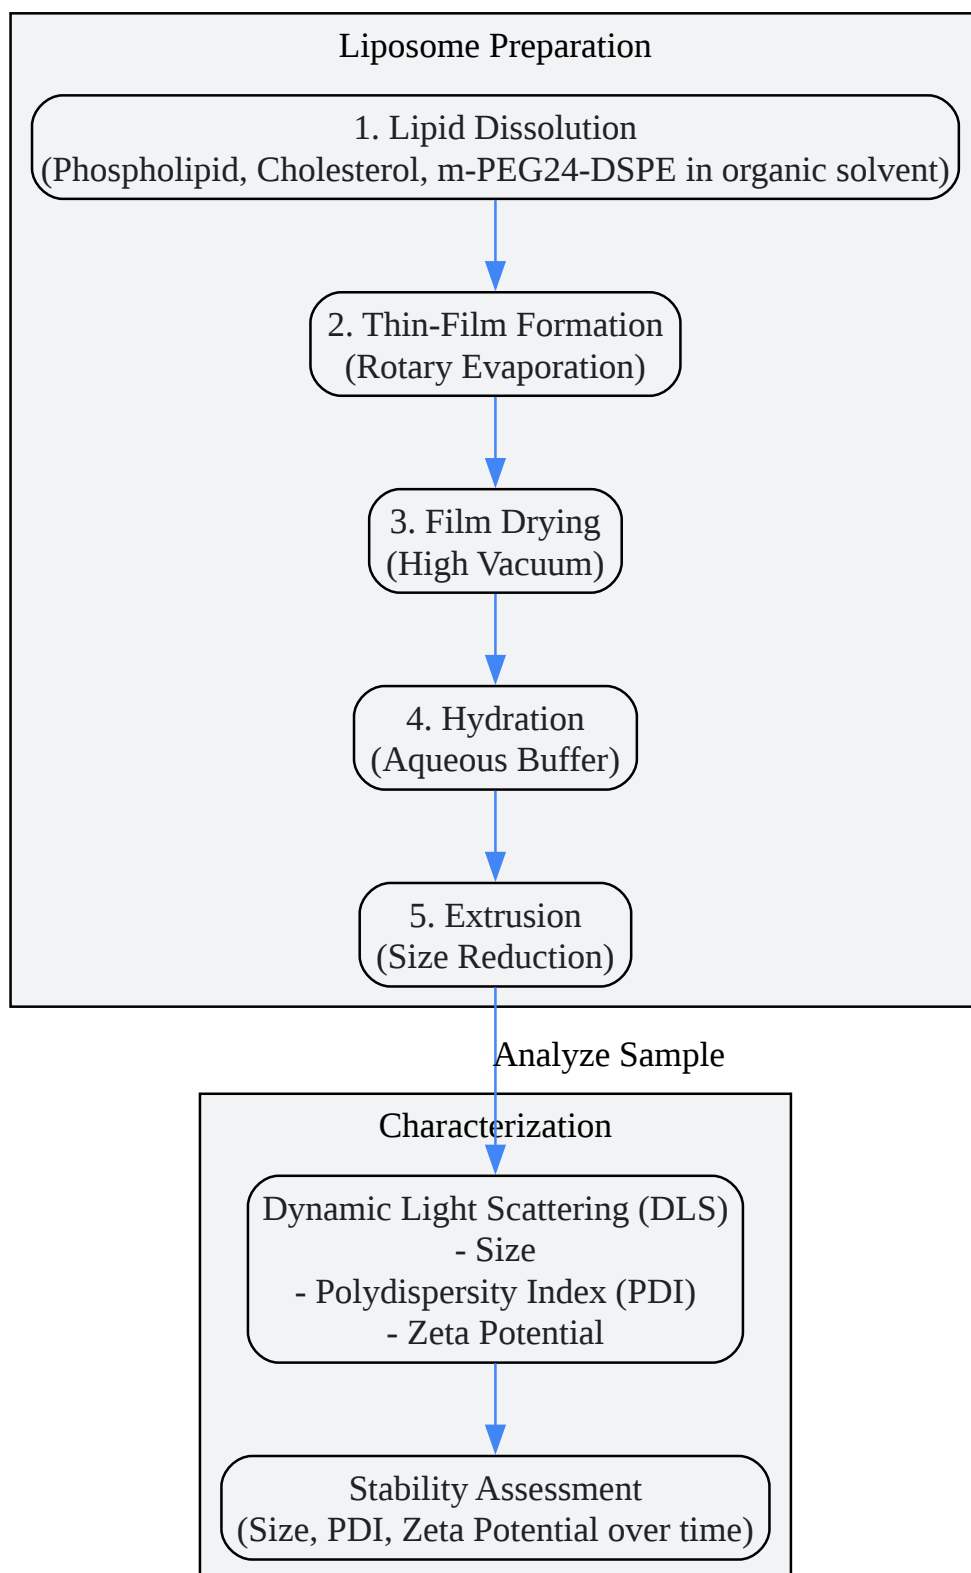 Liposome Preparation
1. Lipid Dissolution
(Phospholipid, Cholesterol, m-PEG24-DSPE in organic solvent)
2. Thin-Film Formation
(Rotary Evaporation)
3. Film Drying
(High Vacuum)
4. Hydration
(Aqueous Buffer)
5. Extrusion
(Size Reduction)
Analyze Sample
Characterization
Dynamic Light Scattering (DLS)
- Size
- Polydispersity Index (PDI)
- Zeta Potential
Stability Assessment
(Size, PDI, Zeta Potential over time)